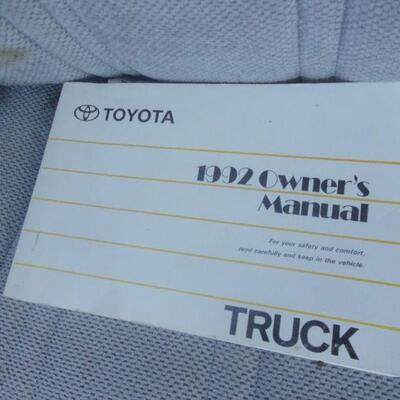 TOYOTA
1992 Owner's
Manual
For your safety and comfort,
read carefully and keep in the vehicle.
TRUCK